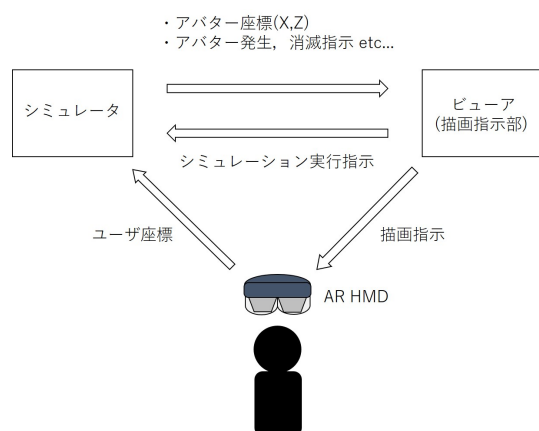 ・アバター座標(X,Z)
・アバター発生，消滅指示 etc...
シミュレータ
ビューア
(描画指示部)
シミュレーション実行指示
ユーザ座標
描画指示
AR HMD